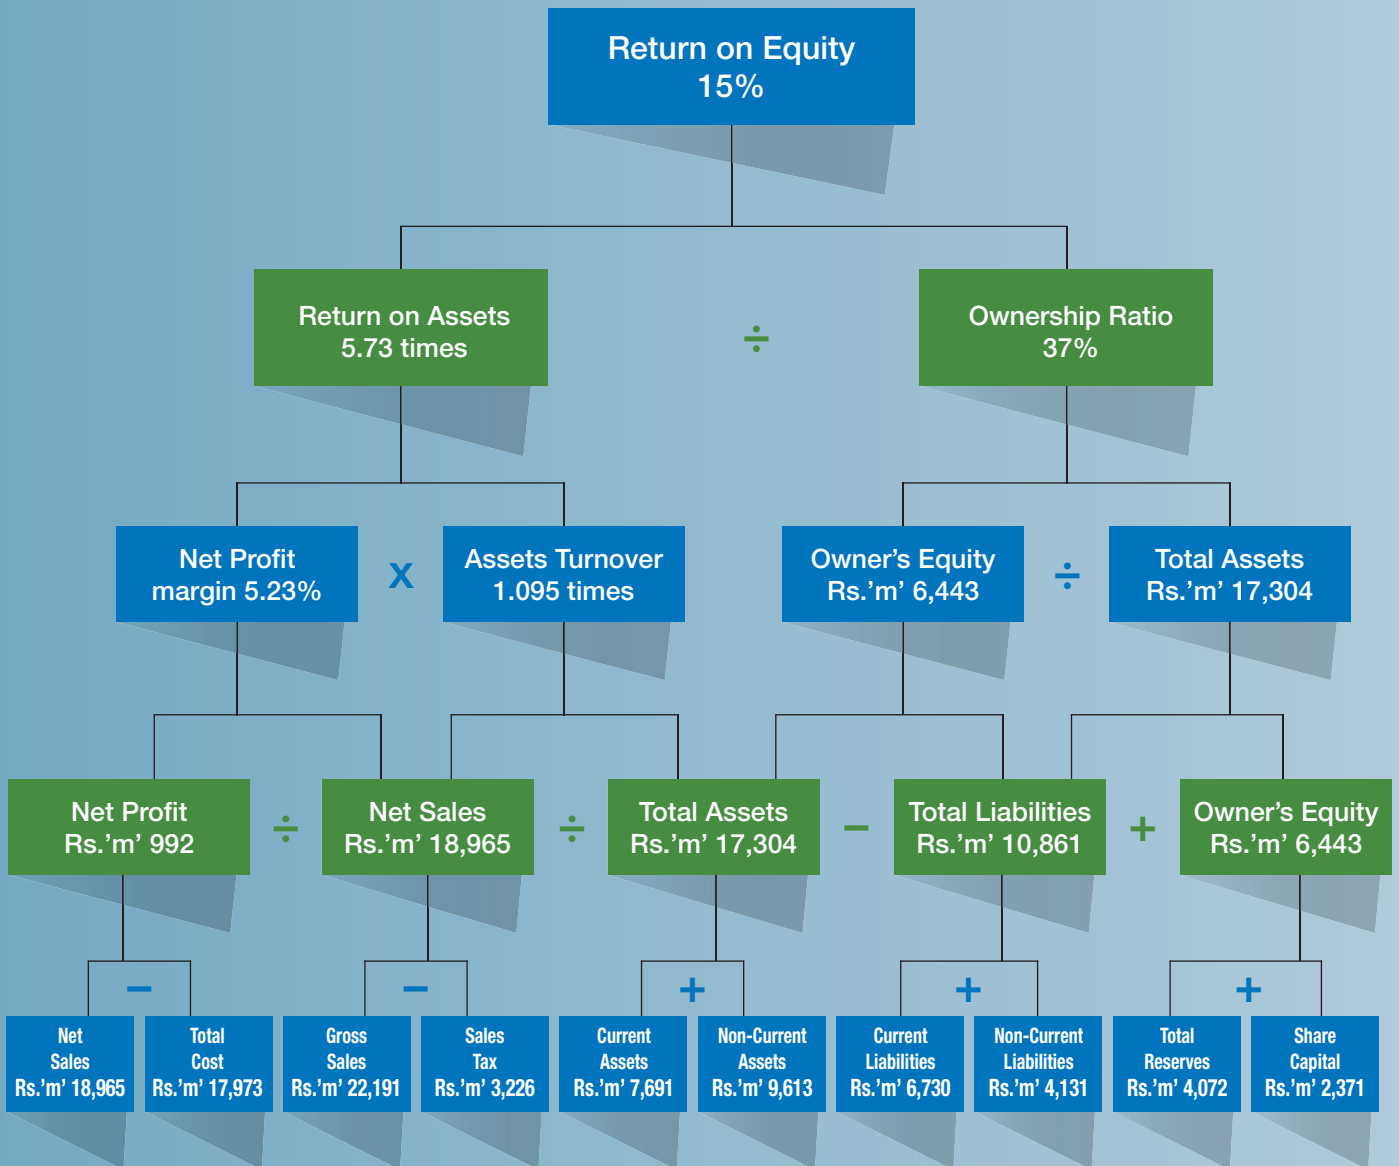 Return on Equity
15%
Return on Assets
5.73 times
÷
Ownership Ratio
37%
Net Profit
margin 5.23%
X
Assets Turnover
1.095 times
Owner’s Equity
Rs.’m’ 6,443
÷
Total Assets
Rs.’m’ 17,304
Net Profit
Rs.’m’ 992
÷
Net Sales
Rs.’m’ 18,965
÷
Total Assets
Rs.’m’ 17,304
–
Total Liabilities
Rs.’m’ 10,861
+
Owner’s Equity
Rs.’m’ 6,443
–
–
+
+
+
Net
Sales
Rs.’m’ 18,965
Total
Cost
Rs.’m’ 17,973
Gross
Sales
Rs.’m’ 22,191
Sales
Tax
Rs.’m’ 3,226
Current
Assets
Rs.’m’ 7,691
Non-Current
Assets
Rs.’m’ 9,613
Current
Liabilities
Rs.’m’ 6,730
Non-Current
Liabilities
Rs.’m’ 4,131
Total
Reserves
Rs.’m’ 4,072
Share
Capital
Rs.’m’ 2,371